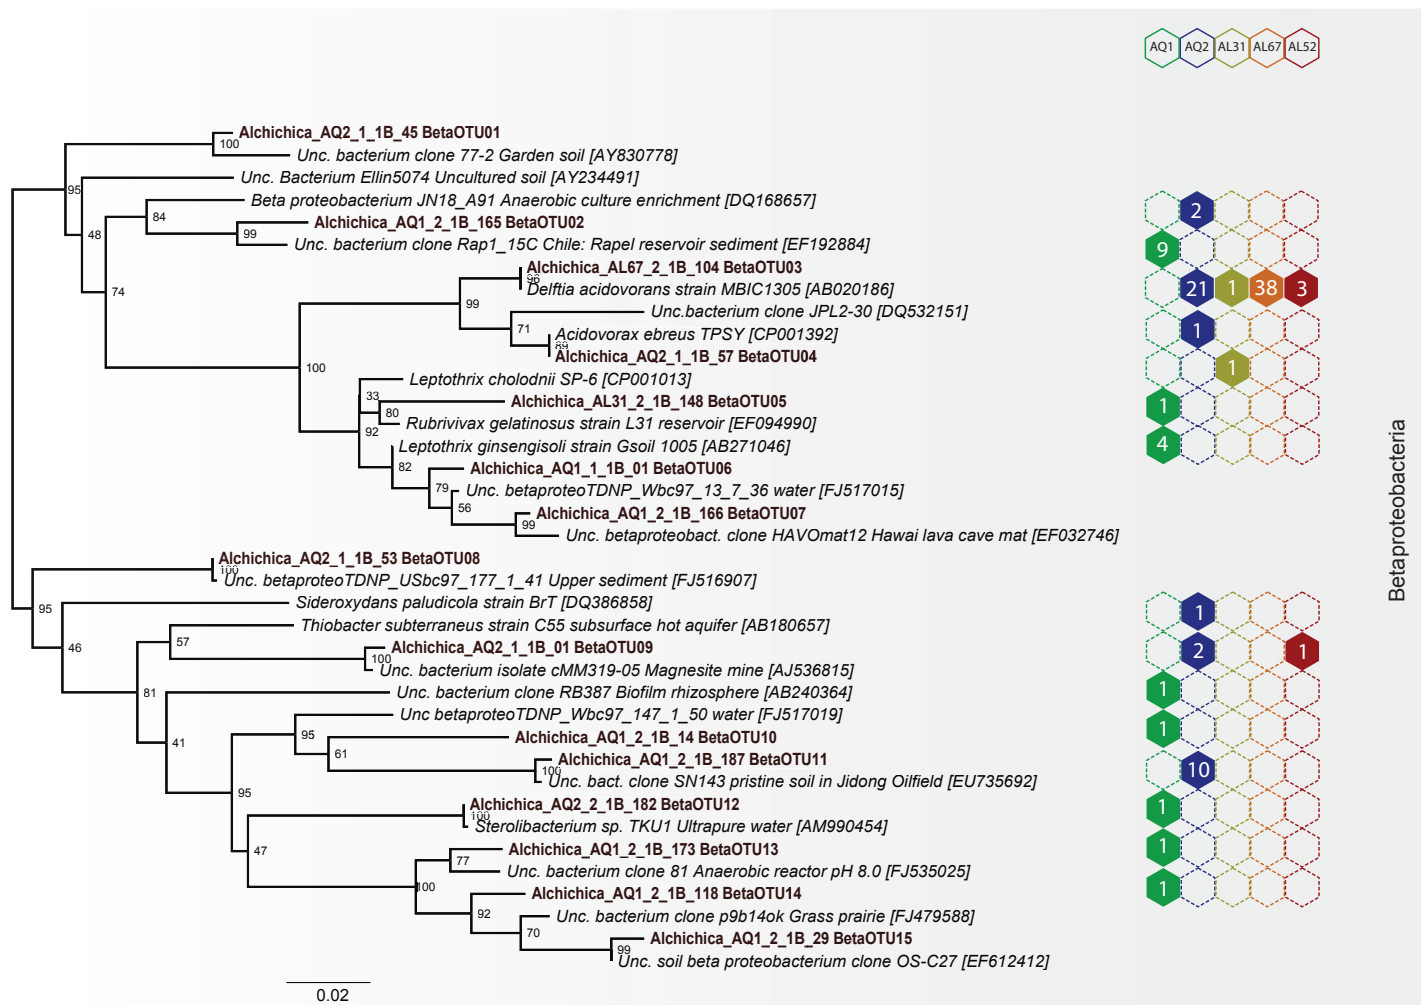 AQ1 AQ2 AL31 AL67 AL52
Alchichica_AQ2_1_1B_45 BetaOTU01
100
Unc. bacterium clone 77-2 Garden soil [AY830778]
Unc. Bacterium Ellin5074 Uncultured soil [AY234491]
95
Beta proteobacterium JN18_A91 Anaerobic culture enrichment [DQ168657]
2
84
Alchichica_AQ1_2_1B_165 BetaOTU02
48
99
Unc. bacterium clone Rap1_15C Chile: Rapel reservoir sediment [EF192884]
9
Alchichica_AL67_2_1B_104 BetaOTU03
96
74
Delftia acidovorans strain MBIC1305 [AB020186]
21 1 38 3
99
Unc.bacterium clone JPL2-30 [DQ532151]
71
Acidovorax ebreus TPSY [CP001392]
1
89
Alchichica_AQ2_1_1B_57 BetaOTU04
100
1
Leptothrix cholodnii SP-6 [CP001013]
33
Alchichica_AL31_2_1B_148 BetaOTU05
1
80
Rubrivivax gelatinosus strain L31 reservoir [EF094990]
92
Leptothrix ginsengisoli strain Gsoil 1005 [AB271046]
4
82
Alchichica_AQ1_1_1B_01 BetaOTU06
79
Unc. betaproteoTDNP_Wbc97_13_7_36 water [FJ517015]
56
Alchichica_AQ1_2_1B_166 BetaOTU07
99
Unc. betaproteobact. clone HAVOmat12 Hawai lava cave mat [EF032746]
Betaproteobacteria
Alchichica_AQ2_1_1B_53 BetaOTU08
100
Unc. betaproteoTDNP_USbc97_177_1_41 Upper sediment [FJ516907]
95
Sideroxydans paludicola strain BrT [DQ386858]
1
Thiobacter subterraneus strain C55 subsurface hot aquifer [AB180657]
57
46
Alchichica_AQ2_1_1B_01 BetaOTU09
2 1
100
Unc. bacterium isolate cMM319-05 Magnesite mine [AJ536815]
81
Unc. bacterium clone RB387 Biofilm rhizosphere [AB240364]
1
Unc betaproteoTDNP_Wbc97_147_1_50 water [FJ517019]
1
95
Alchichica_AQ1_2_1B_14 BetaOTU10
41
61
Alchichica_AQ1_2_1B_187 BetaOTU11
10
100
Unc. bact. clone SN143 pristine soil in Jidong Oilfield [EU735692]
95
Alchichica_AQ2_2_1B_182 BetaOTU12
1
100
Sterolibacterium sp. TKU1 Ultrapure water [AM990454]
47
Alchichica_AQ1_2_1B_173 BetaOTU13
1
77
Unc. bacterium clone 81 Anaerobic reactor pH 8.0 [FJ535025]
100
1
Alchichica_AQ1_2_1B_118 BetaOTU14
92
Unc. bacterium clone p9b14ok Grass prairie [FJ479588]
70
Alchichica_AQ1_2_1B_29 BetaOTU15
99
Unc. soil beta proteobacterium clone OS-C27 [EF612412]
0.02